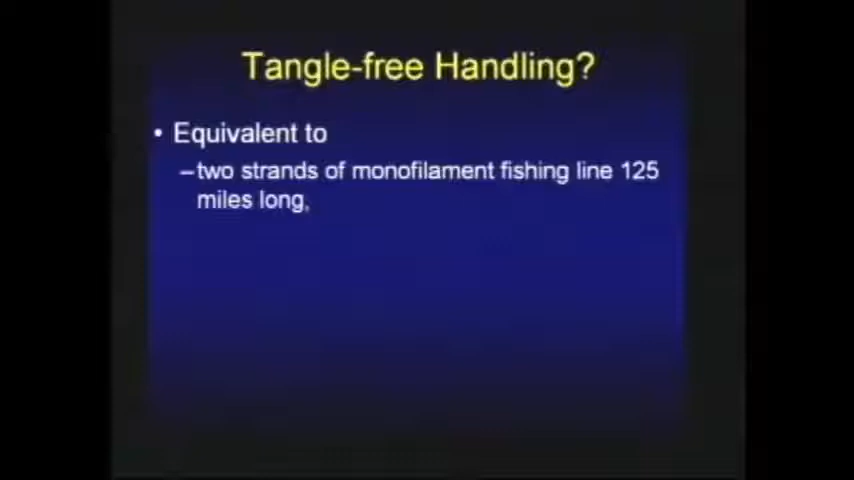 Tangle-free Handling?
• Equivalent to
–two strands of monofilament fishing line 125
miles long,